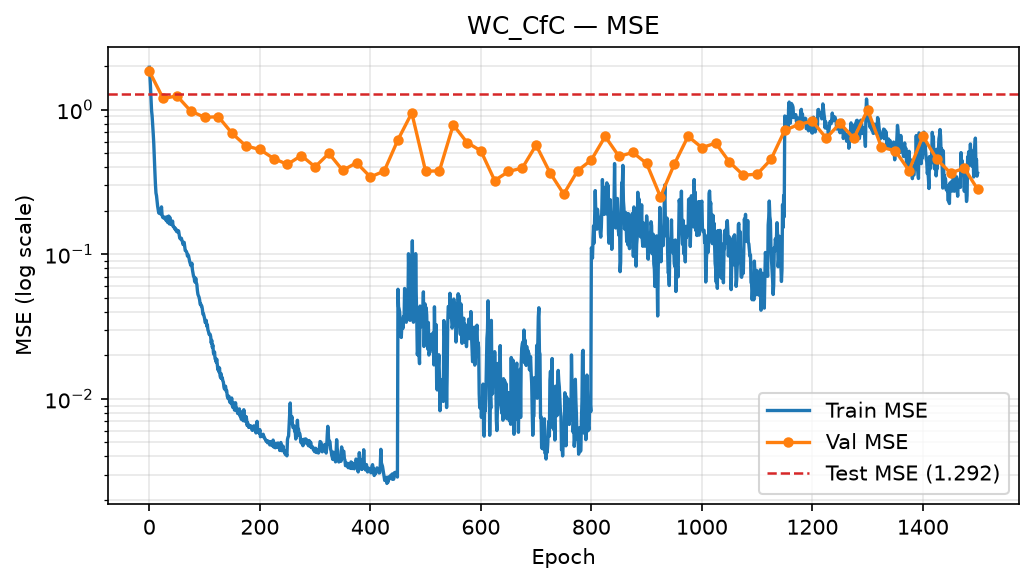 WC_CfC — MSE
MSE (log scale)
10⁰
10⁻¹
10⁻²
0 200 400 600 800 1000 1200 1400
Epoch
Train MSE
Val MSE
Test MSE (1.292)